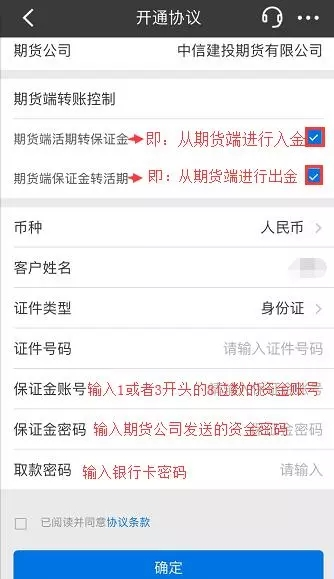 开通协议
期货公司 中信建投期货有限公司
期货端转账控制
期货端活期转保证金 即：从期货端进行入金
期货端保证金转活期 即：从期货端进行出金
币种 人民币
客户姓名
证件类型 身份证
证件号码 请输入证件号码
保证金账号 输入1或者3开头的8位数的资金账号
保证金密码 输入期货公司发送的资金密码 金密码
取款密码 输入银行卡密码 请输入
已阅读并同意协议条款
确定